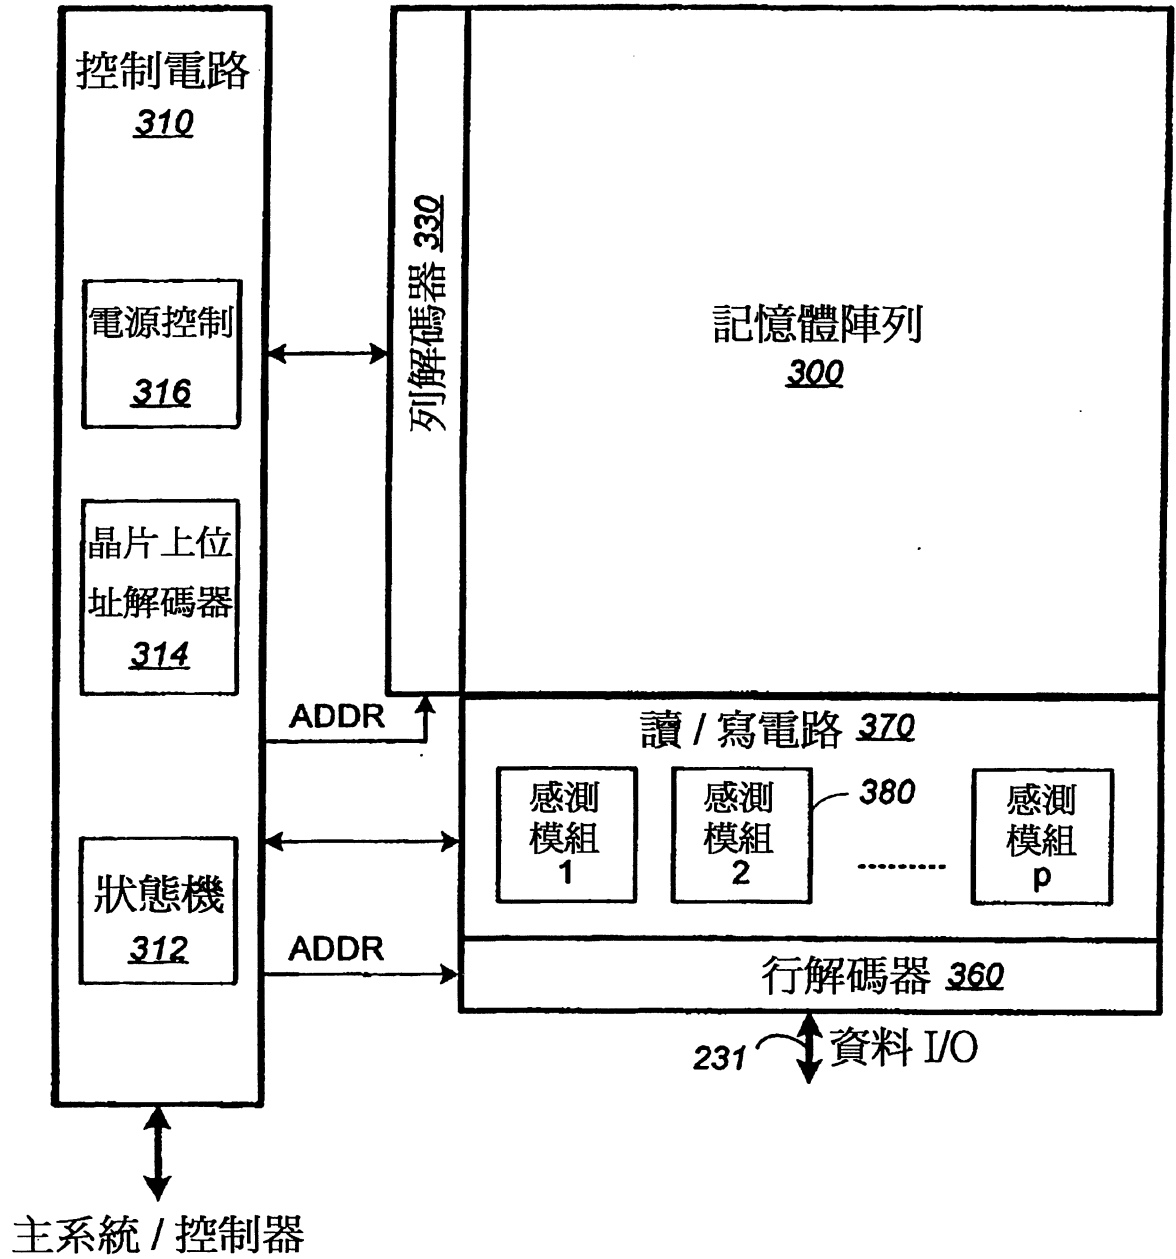 控制電路
310
電源控制
316
晶片上位
址解碼器
314
狀態機
312
主系統 / 控制器
ADDR
ADDR
列解碼器 330
記憶體陣列
300
讀 / 寫電路 370
感測
模組
1
感測
模組
2
380
.........
感測
模組
p
行解碼器 360
231
資料 I/O